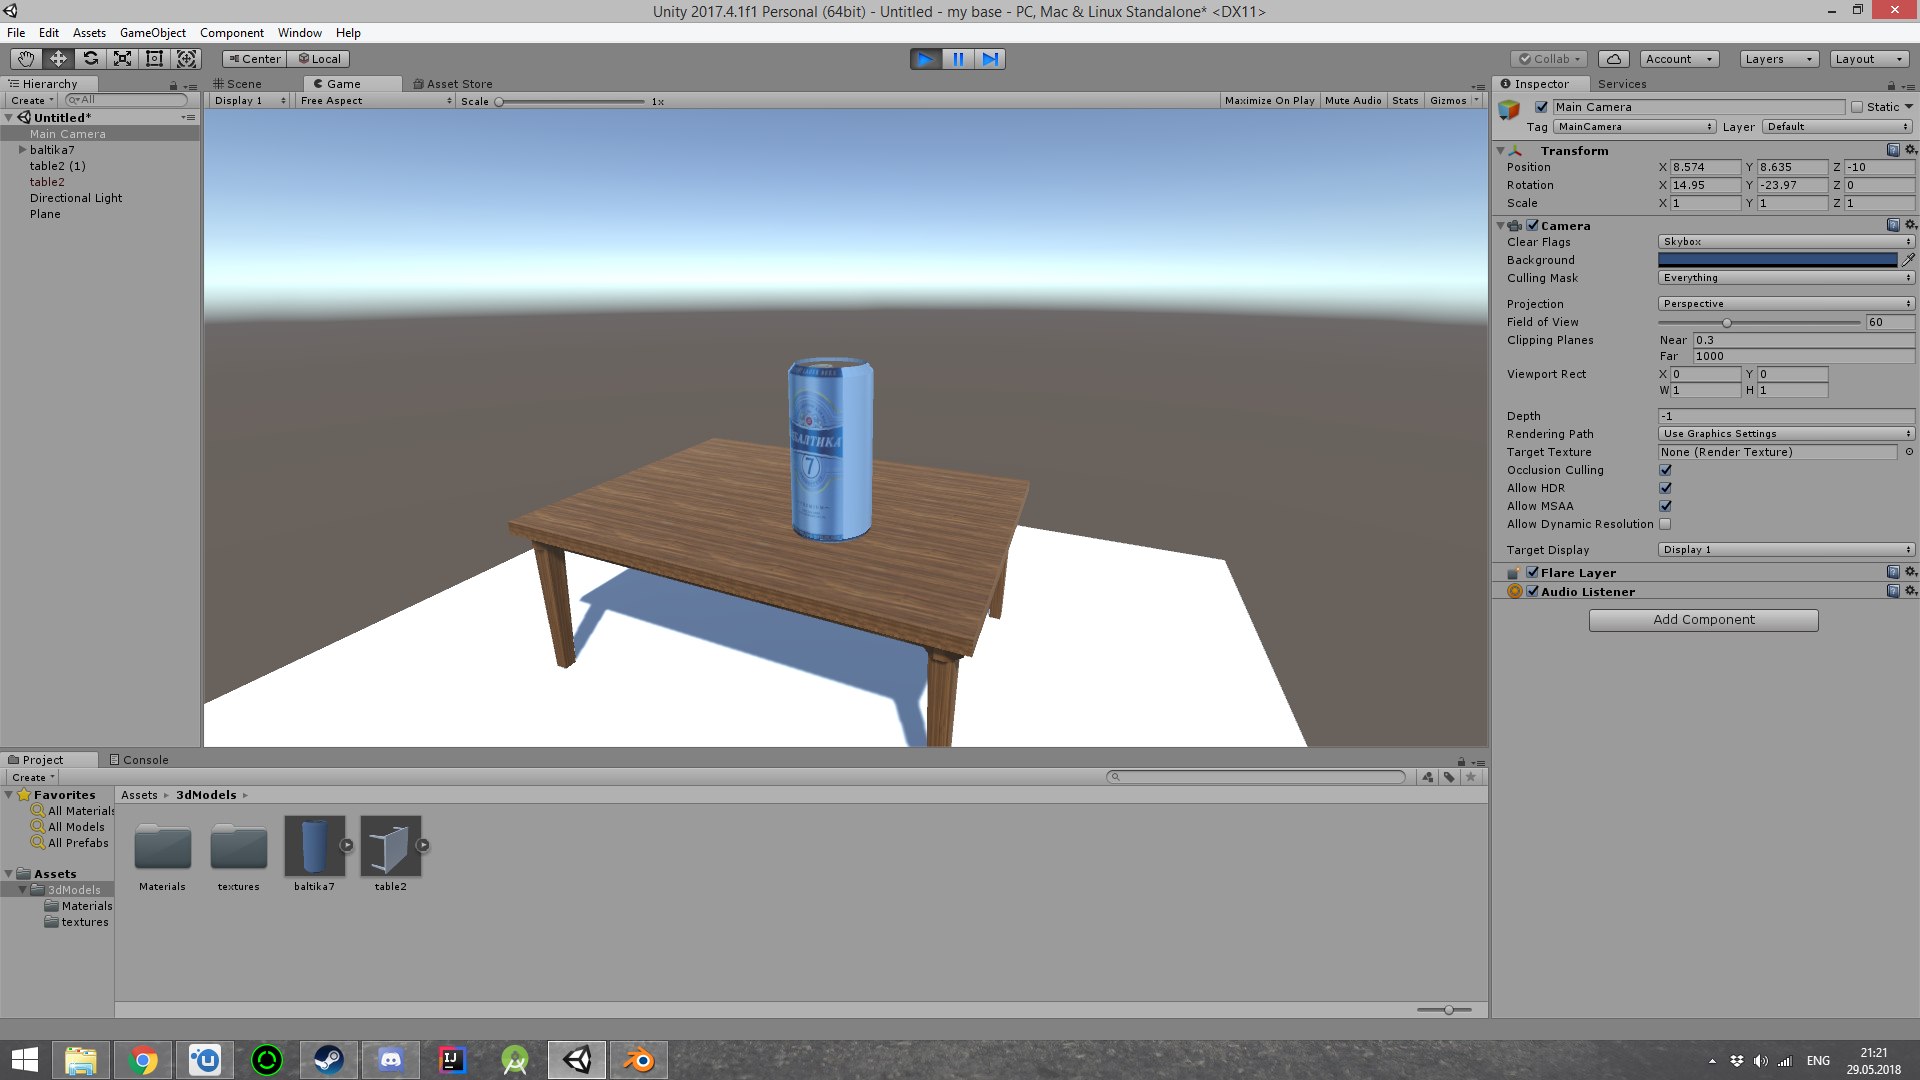 Unity 2017.4.1f1 Personal (64bit) - Untitled - my base - PC, Mac & Linux Standalone* <DX11>
File Edit Assets GameObject Component Window Help
Center Local
Collab Account Layers Layout
Hierarchy
Create All
Untitled*
Main Camera
baltika7
table2 (1)
table2
Directional Light
Plane
Scene Game Asset Store
Display 1 Free Aspect Scale 1x Maximize On Play Mute Audio Stats Gizmos
БАЛТИКА
7
Inspector Services
Main Camera Static
Tag MainCamera Layer Default
Transform
Position X 8.574 Y 8.635 Z -10
Rotation X 14.95 Y -23.97 Z 0
Scale X 1 Y 1 Z 1
Camera
Clear Flags Skybox
Background
Culling Mask Everything
Projection Perspective
Field of View 60
Clipping Planes Near 0.3
Far 1000
Viewport Rect X 0 Y 0
W 1 H 1
Depth -1
Rendering Path Use Graphics Settings
Target Texture None (Render Texture)
Occlusion Culling
Allow HDR
Allow MSAA
Allow Dynamic Resolution
Target Display Display 1
Flare Layer
Audio Listener
Add Component
Project Console
Create
Favorites
All Materials
All Models
All Prefabs
Assets
3dModels
Materials
textures
Assets 3dModels
Materials textures baltika7 table2
IJ
ENG
21:21
29.05.2018